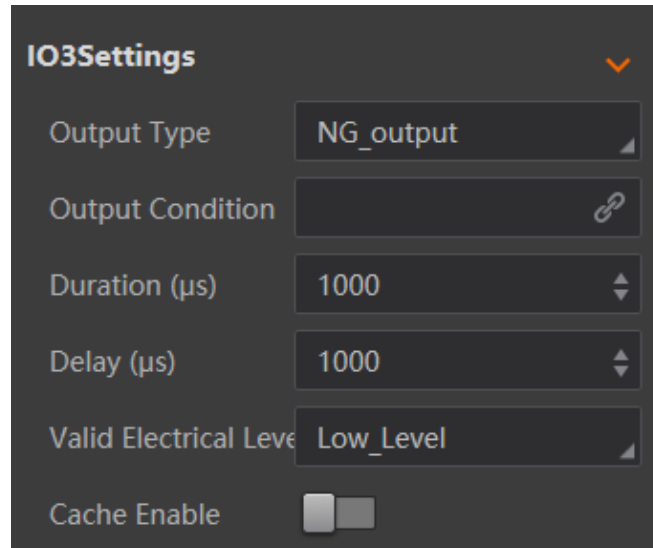 IO3Settings
Output Type NG_output
Output Condition
Duration (µs) 1000
Delay (µs) 1000
Valid Electrical Leve Low_Level
Cache Enable